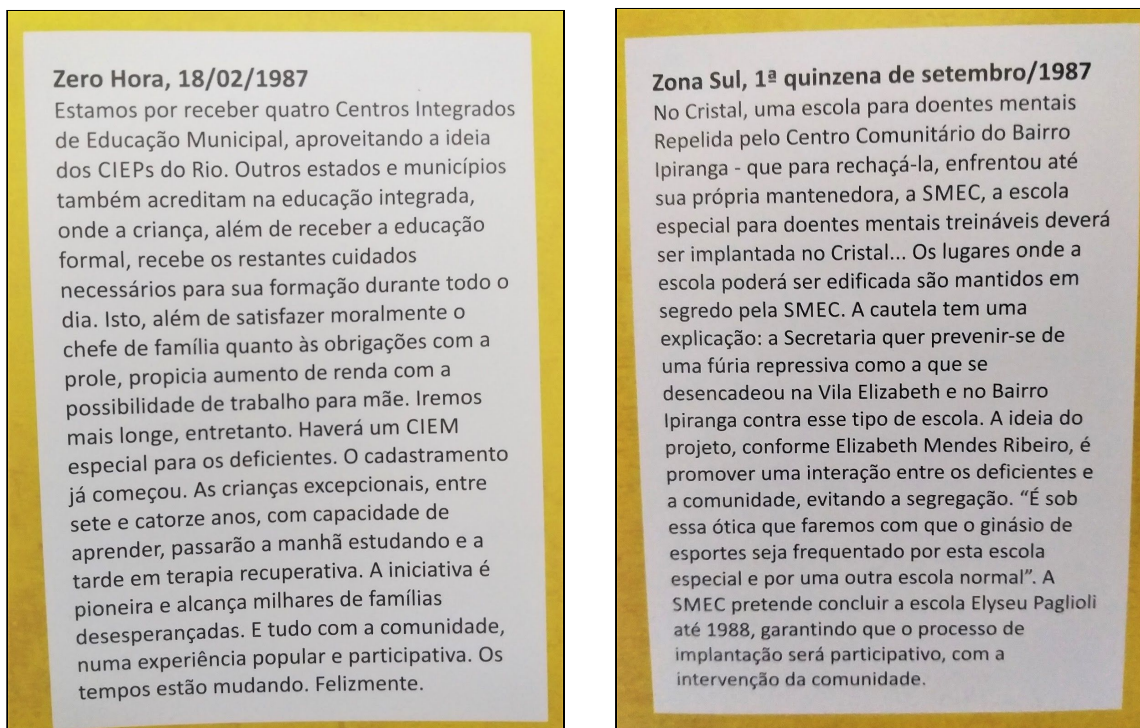 Zero Hora, 18/02/1987
Estamos por receber quatro Centros Integrados
de Educação Municipal, aproveitando a ideia
dos CIEPs do Rio. Outros estados e municípios
também acreditam na educação integrada,
onde a criança, além de receber a educação
formal, recebe os restantes cuidados
necessários para sua formação durante todo o
dia. Isto, além de satisfazer moralmente o
chefe de família quanto às obrigações com a
prole, propicia aumento de renda com a
possibilidade de trabalho para mãe. Iremos
mais longe, entretanto. Haverá um CIEM
especial para os deficientes. O cadastramento
já começou. As crianças excepcionais, entre
sete e catorze anos, com capacidade de
aprender, passarão a manhã estudando e a
tarde em terapia recuperativa. A iniciativa é
pioneira e alcança milhares de famílias
desesperançadas. E tudo com a comunidade,
numa experiência popular e participativa. Os
tempos estão mudando. Felizmente.
Zona Sul, 1ª quinzena de setembro/1987
No Cristal, uma escola para doentes mentais
Repelida pelo Centro Comunitário do Bairro
Ipiranga - que para rechaçá-la, enfrentou até
sua própria mantenedora, a SMEC, a escola
especial para doentes mentais treináveis deverá
ser implantada no Cristal... Os lugares onde a
escola poderá ser edificada são mantidos em
segredo pela SMEC. A cautela tem uma
explicação: a Secretaria quer prevenir-se de
uma fúria repressiva como a que se
desencadeou na Vila Elizabeth e no Bairro
Ipiranga contra esse tipo de escola. A ideia do
projeto, conforme Elizabeth Mendes Ribeiro, é
promover uma interação entre os deficientes e
a comunidade, evitando a segregação. “É sob
essa ótica que faremos com que o ginásio de
esportes seja frequentado por esta escola
especial e por uma outra escola normal”. A
SMEC pretende concluir a escola Elyseu Paglioli
até 1988, garantindo que o processo de
implantação será participativo, com a
intervenção da comunidade.